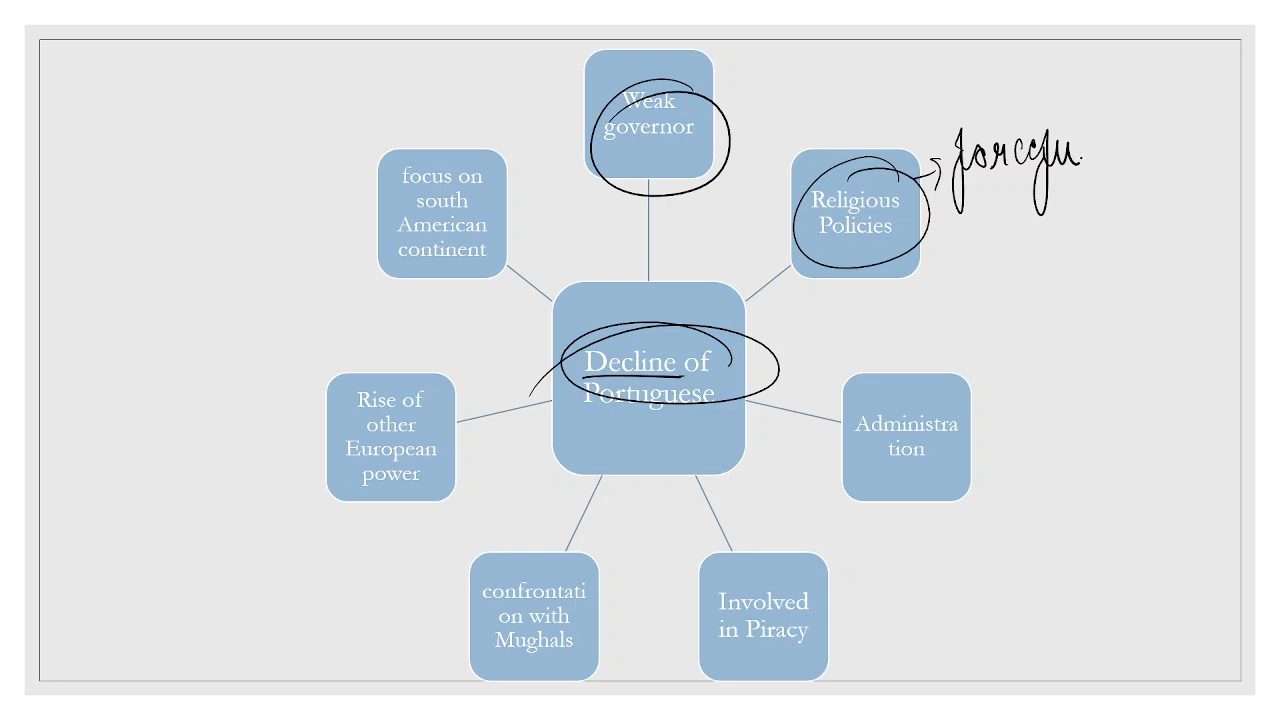 Weak
governor
Religious
Policies
forcefu
focus on
south
American
continent
Decline of
Portuguese
Administra
tion
Rise of
other
European
power
Involved
in Piracy
confrontati
on with
Mughals